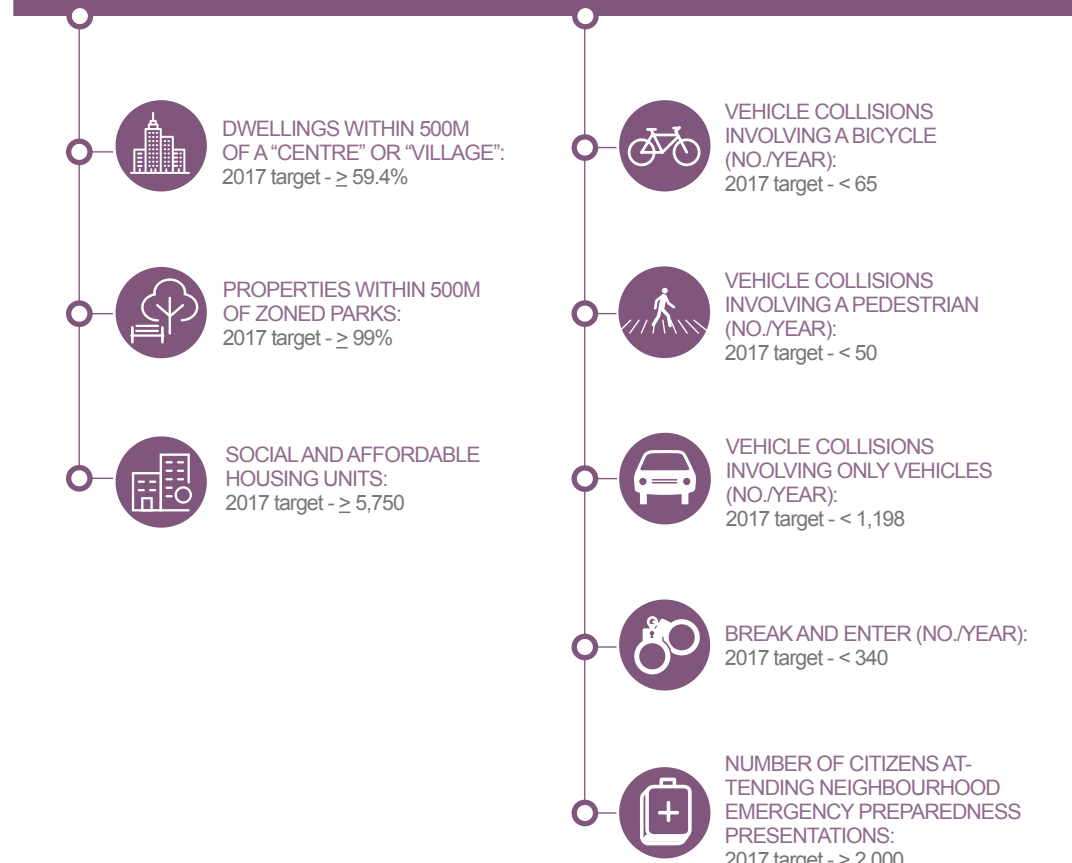 DWELLINGS WITHIN 500M
OF A “CENTRE” OR “VILLAGE”:
2017 target - ≥ 59.4%
PROPERTIES WITHIN 500M
OF ZONED PARKS:
2017 target - ≥ 99%
SOCIAL AND AFFORDABLE
HOUSING UNITS:
2017 target - ≥ 5,750
VEHICLE COLLISIONS
INVOLVING A BICYCLE
(NO./YEAR):
2017 target - < 65
VEHICLE COLLISIONS
INVOLVING A PEDESTRIAN
(NO./YEAR):
2017 target - < 50
VEHICLE COLLISIONS
INVOLVING ONLY VEHICLES
(NO./YEAR):
2017 target - < 1,198
BREAK AND ENTER (NO./YEAR):
2017 target - < 340
NUMBER OF CITIZENS AT-
TENDING NEIGHBOURHOOD
EMERGENCY PREPAREDNESS
PRESENTATIONS:
2017 target - > 2,000